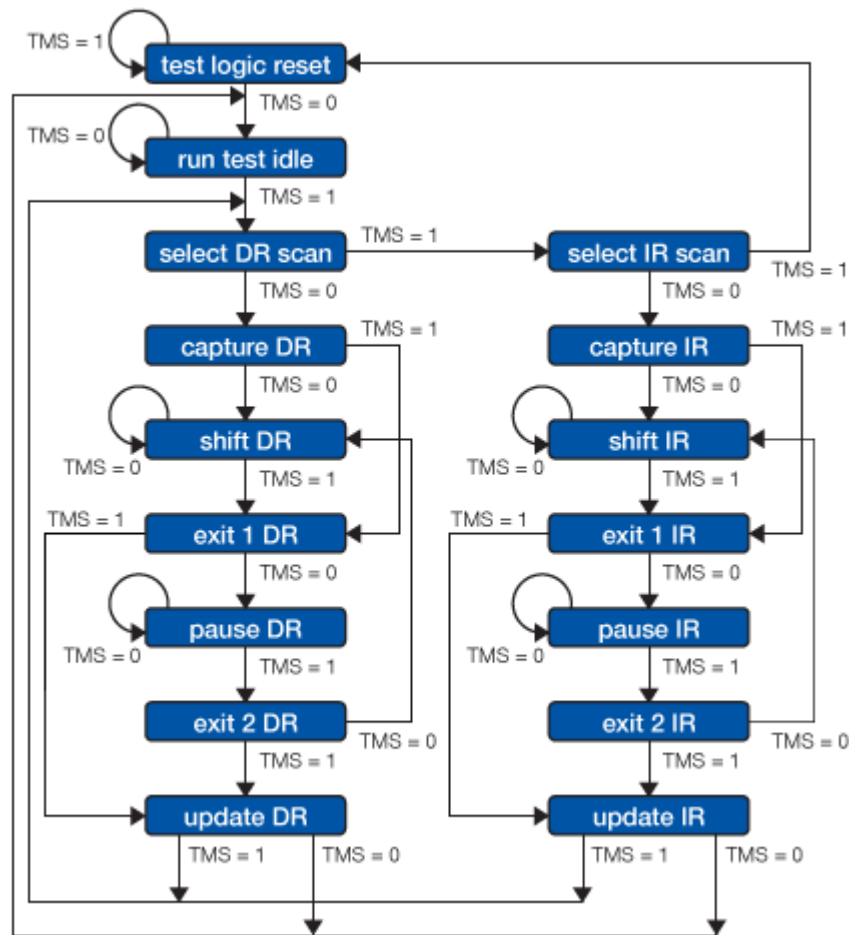 TMS = 1
test logic reset
TMS = 0
TMS = 0
run test idle
TMS = 1
select DR scan
TMS = 1
select IR scan
TMS = 1
TMS = 0
TMS = 0
capture DR
TMS = 1
capture IR
TMS = 1
TMS = 0
TMS = 0
shift DR
shift IR
TMS = 0
TMS = 1
TMS = 0
TMS = 1
TMS = 1
exit 1 DR
TMS = 1
exit 1 IR
TMS = 0
TMS = 0
pause DR
pause IR
TMS = 0
TMS = 1
TMS = 0
TMS = 1
exit 2 DR
TMS = 0
exit 2 IR
TMS = 0
TMS = 1
TMS = 1
update DR
update IR
TMS = 1
TMS = 0
TMS = 1
TMS = 0